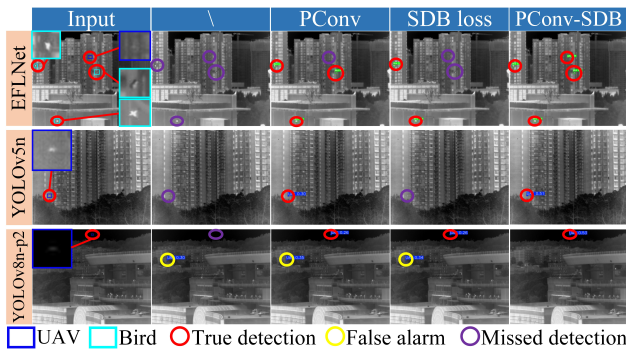 Input \ PConv SDB loss PConv-SDB
EFLNet
YOLOv5n
YOLOv8n-p2
UAV Bird True detection False alarm Missed detection